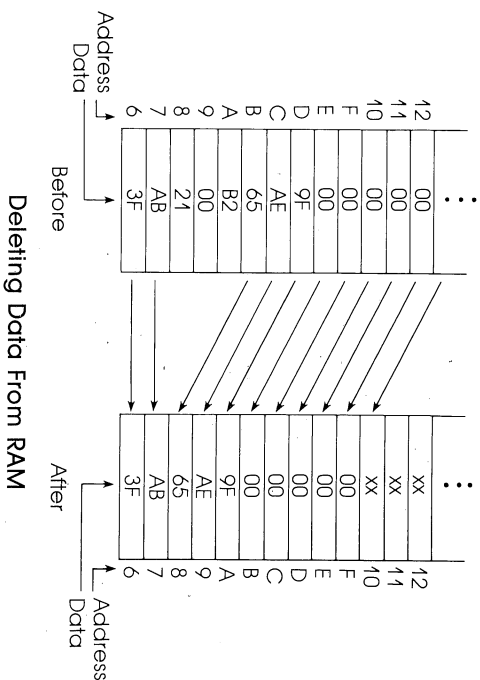 12 00 xx 12
11 00 xx 11
10 00 xx 10
F 00 00 F
E 00 00 E
D 9F 00 D
C AE 00 C
B 65 00 B
A B2 9F A
9 00 AE 9
8 21 65 8
7 AB AB 7
6 3F 3F 6
Address Address
Data Data
Before After
Deleting Data From RAM